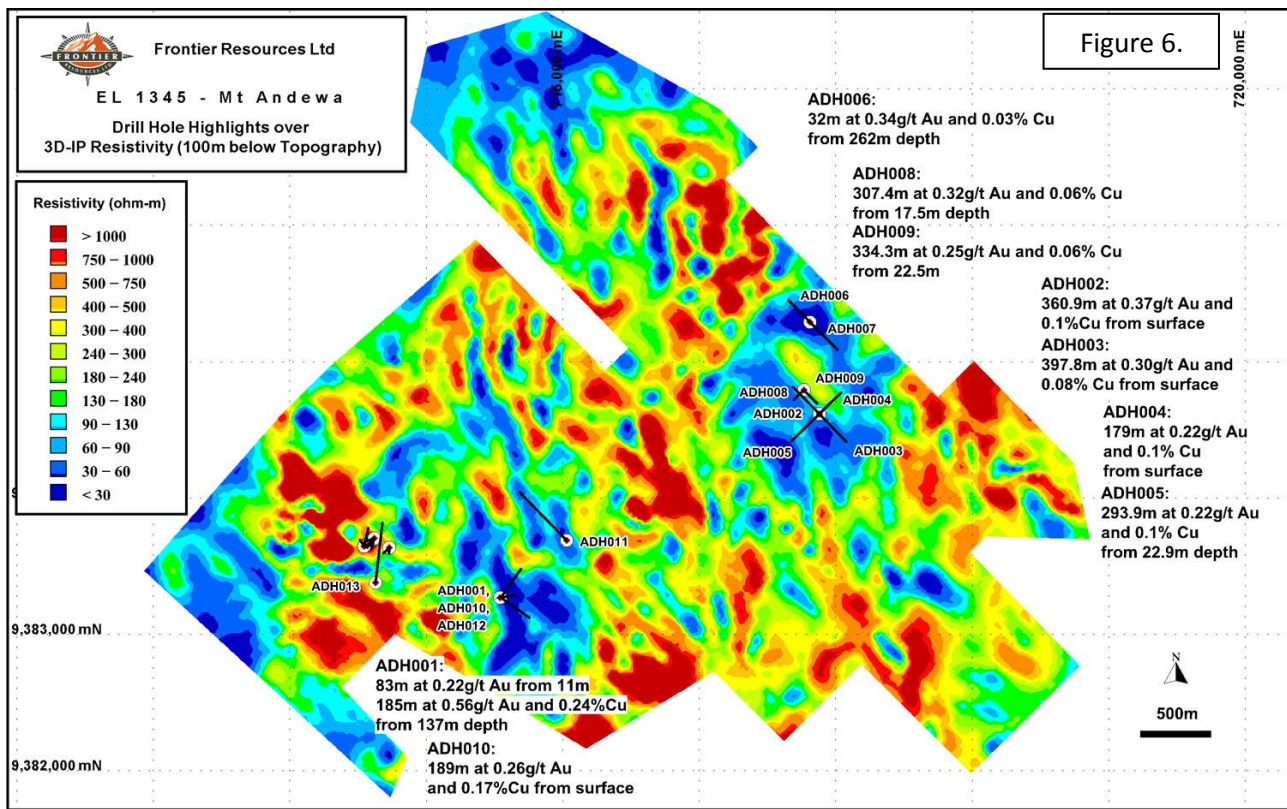 Figure 6.
FRONTIER
RESOURCES LTD
Frontier Resources Ltd
EL 1345 - Mt Andewa
Drill Hole Highlights over
3D-IP Resistivity (100m below Topography)
Resistivity (ohm-m)
> 1000
750 – 1000
500 – 750
400 – 500
300 – 400
240 – 300
180 – 240
130 – 180
90 – 130
60 – 90
30 – 60
< 30
720,000 mE
ADH006:
32m at 0.34g/t Au and 0.03% Cu
from 262m depth
ADH008:
307.4m at 0.32g/t Au and 0.06% Cu
from 17.5m depth
ADH009:
334.3m at 0.25g/t Au and 0.06% Cu
from 22.5m
ADH002:
360.9m at 0.37g/t Au and
0.1%Cu from surface
ADH003:
397.8m at 0.30g/t Au and
0.08% Cu from surface
ADH004:
179m at 0.22g/t Au
and 0.1% Cu
from surface
ADH005:
293.9m at 0.22g/t Au
and 0.1% Cu
from 22.9m depth
ADH006
ADH007
ADH009
ADH008
ADH004
ADH002
ADH005
ADH003
ADH011
ADH013
ADH001,
ADH010,
ADH012
9,383,000 mN
9,382,000 mN
ADH001:
83m at 0.22g/t Au from 11m
185m at 0.56g/t Au and 0.24%Cu
from 137m depth
ADH010:
189m at 0.26g/t Au
and 0.17%Cu from surface
N
500m